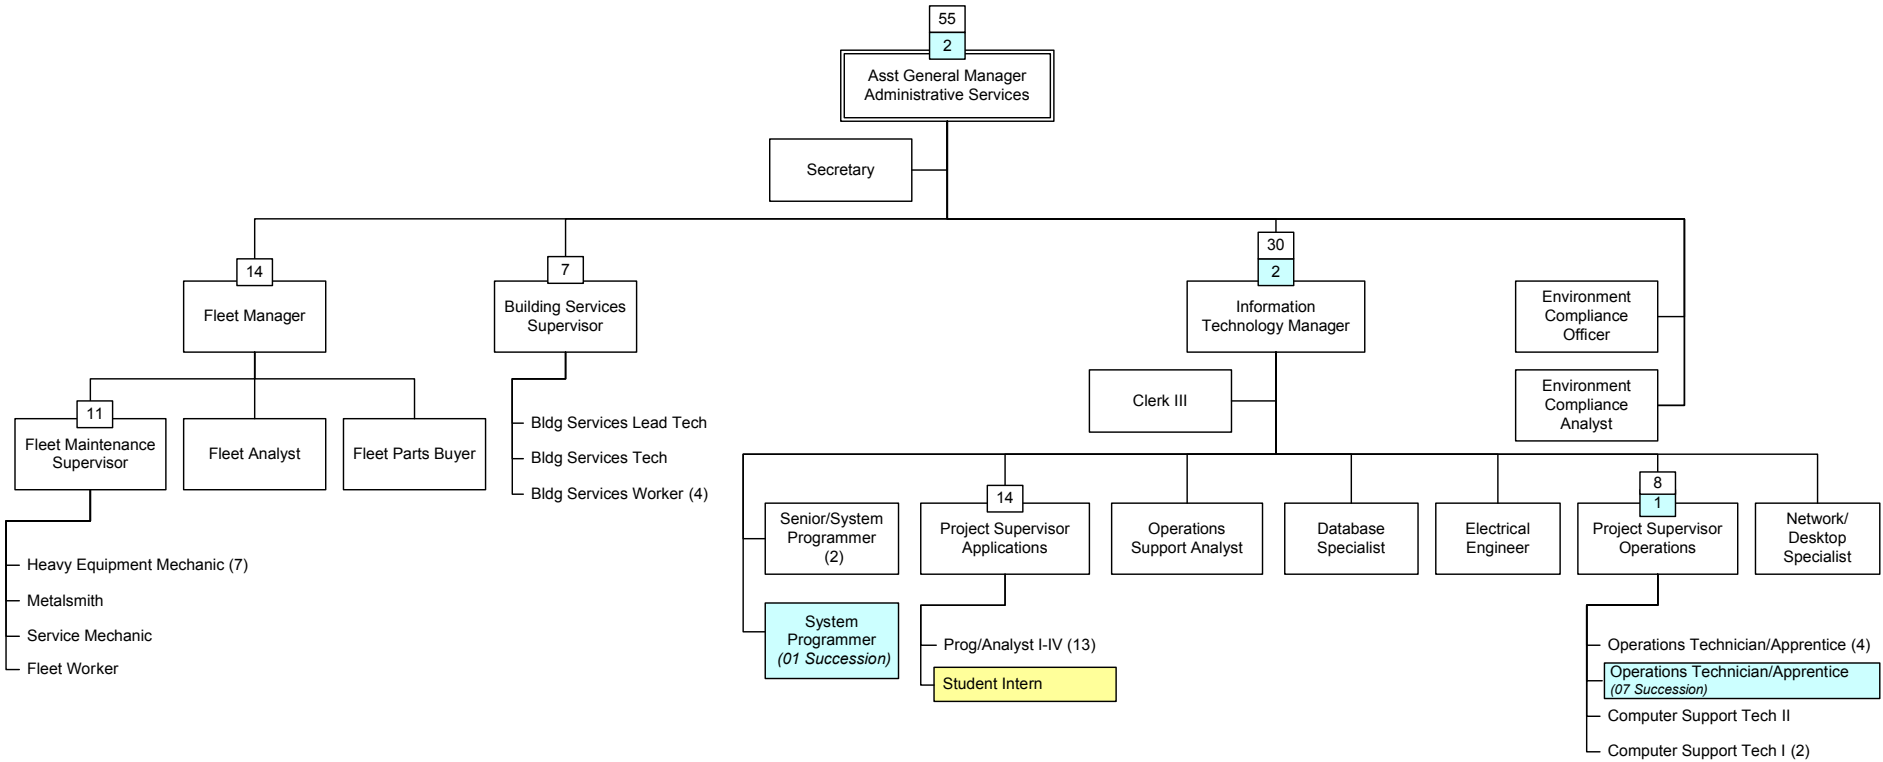 55
2
Asst General Manager
Administrative Services
Secretary
14
Fleet Manager
7
Building Services
Supervisor
30
2
Information
Technology Manager
Environment
Compliance
Officer
Environment
Compliance
Analyst
Clerk III
11
Fleet Maintenance
Supervisor
Fleet Analyst
Fleet Parts Buyer
Bldg Services Lead Tech
Bldg Services Tech
Bldg Services Worker (4)
Heavy Equipment Mechanic (7)
Metalsmith
Service Mechanic
Fleet Worker
Senior/System
Programmer
(2)
System
Programmer
(01 Succession)
14
Project Supervisor
Applications
Prog/Analyst I-IV (13)
Student Intern
Operations
Support Analyst
Database
Specialist
Electrical
Engineer
8
1
Project Supervisor
Operations
Operations Technician/Apprentice (4)
Operations Technician/Apprentice
(07 Succession)
Computer Support Tech II
Computer Support Tech I (2)
Network/
Desktop
Specialist